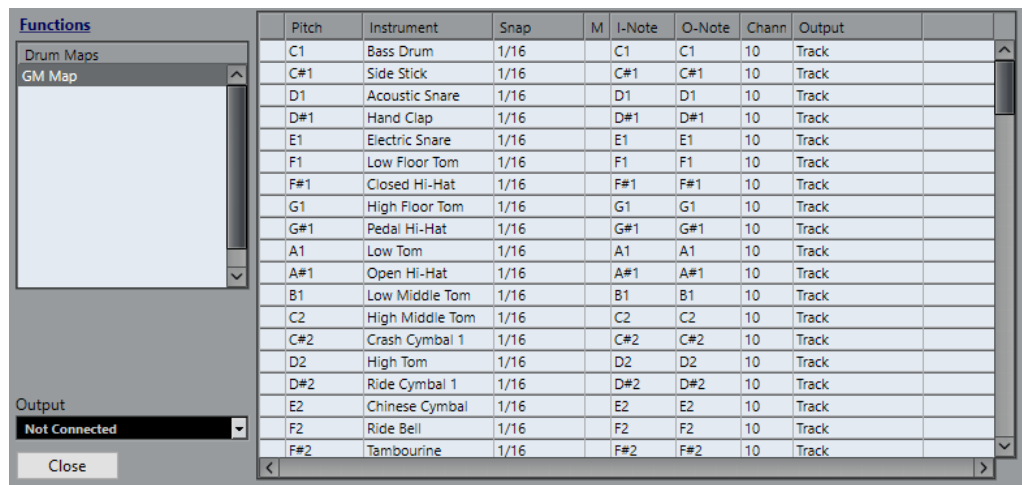 Functions
Drum Maps
GM Map
Output
Not Connected
Close
Pitch Instrument Snap M I-Note O-Note Chann Output
C1 Bass Drum 1/16 C1 C1 10 Track
C#1 Side Stick 1/16 C#1 C#1 10 Track
D1 Acoustic Snare 1/16 D1 D1 10 Track
D#1 Hand Clap 1/16 D#1 D#1 10 Track
E1 Electric Snare 1/16 E1 E1 10 Track
F1 Low Floor Tom 1/16 F1 F1 10 Track
F#1 Closed Hi-Hat 1/16 F#1 F#1 10 Track
G1 High Floor Tom 1/16 G1 G1 10 Track
G#1 Pedal Hi-Hat 1/16 G#1 G#1 10 Track
A1 Low Tom 1/16 A1 A1 10 Track
A#1 Open Hi-Hat 1/16 A#1 A#1 10 Track
B1 Low Middle Tom 1/16 B1 B1 10 Track
C2 High Middle Tom 1/16 C2 C2 10 Track
C#2 Crash Cymbal 1 1/16 C#2 C#2 10 Track
D2 High Tom 1/16 D2 D2 10 Track
D#2 Ride Cymbal 1 1/16 D#2 D#2 10 Track
E2 Chinese Cymbal 1/16 E2 E2 10 Track
F2 Ride Bell 1/16 F2 F2 10 Track
F#2 Tambourine 1/16 F#2 F#2 10 Track